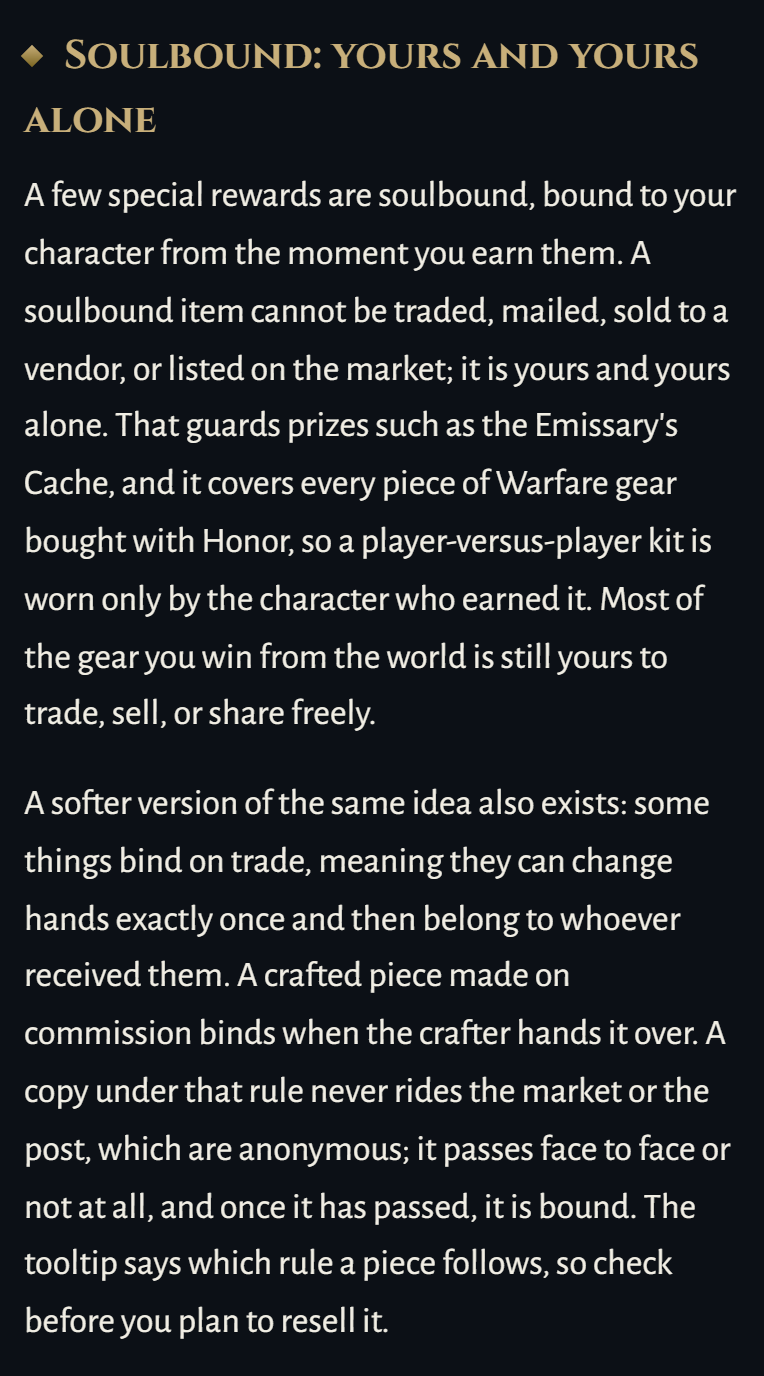 Soulbound: yours and yours
alone
A few special rewards are soulbound, bound to your
character from the moment you earn them. A
soulbound item cannot be traded, mailed, sold to a
vendor, or listed on the market; it is yours and yours
alone. That guards prizes such as the Emissary's
Cache, and it covers every piece of Warfare gear
bought with Honor, so a player-versus-player kit is
worn only by the character who earned it. Most of
the gear you win from the world is still yours to
trade, sell, or share freely.
A softer version of the same idea also exists: some
things bind on trade, meaning they can change
hands exactly once and then belong to whoever
received them. A crafted piece made on
commission binds when the crafter hands it over. A
copy under that rule never rides the market or the
post, which are anonymous; it passes face to face or
not at all, and once it has passed, it is bound. The
tooltip says which rule a piece follows, so check
before you plan to resell it.